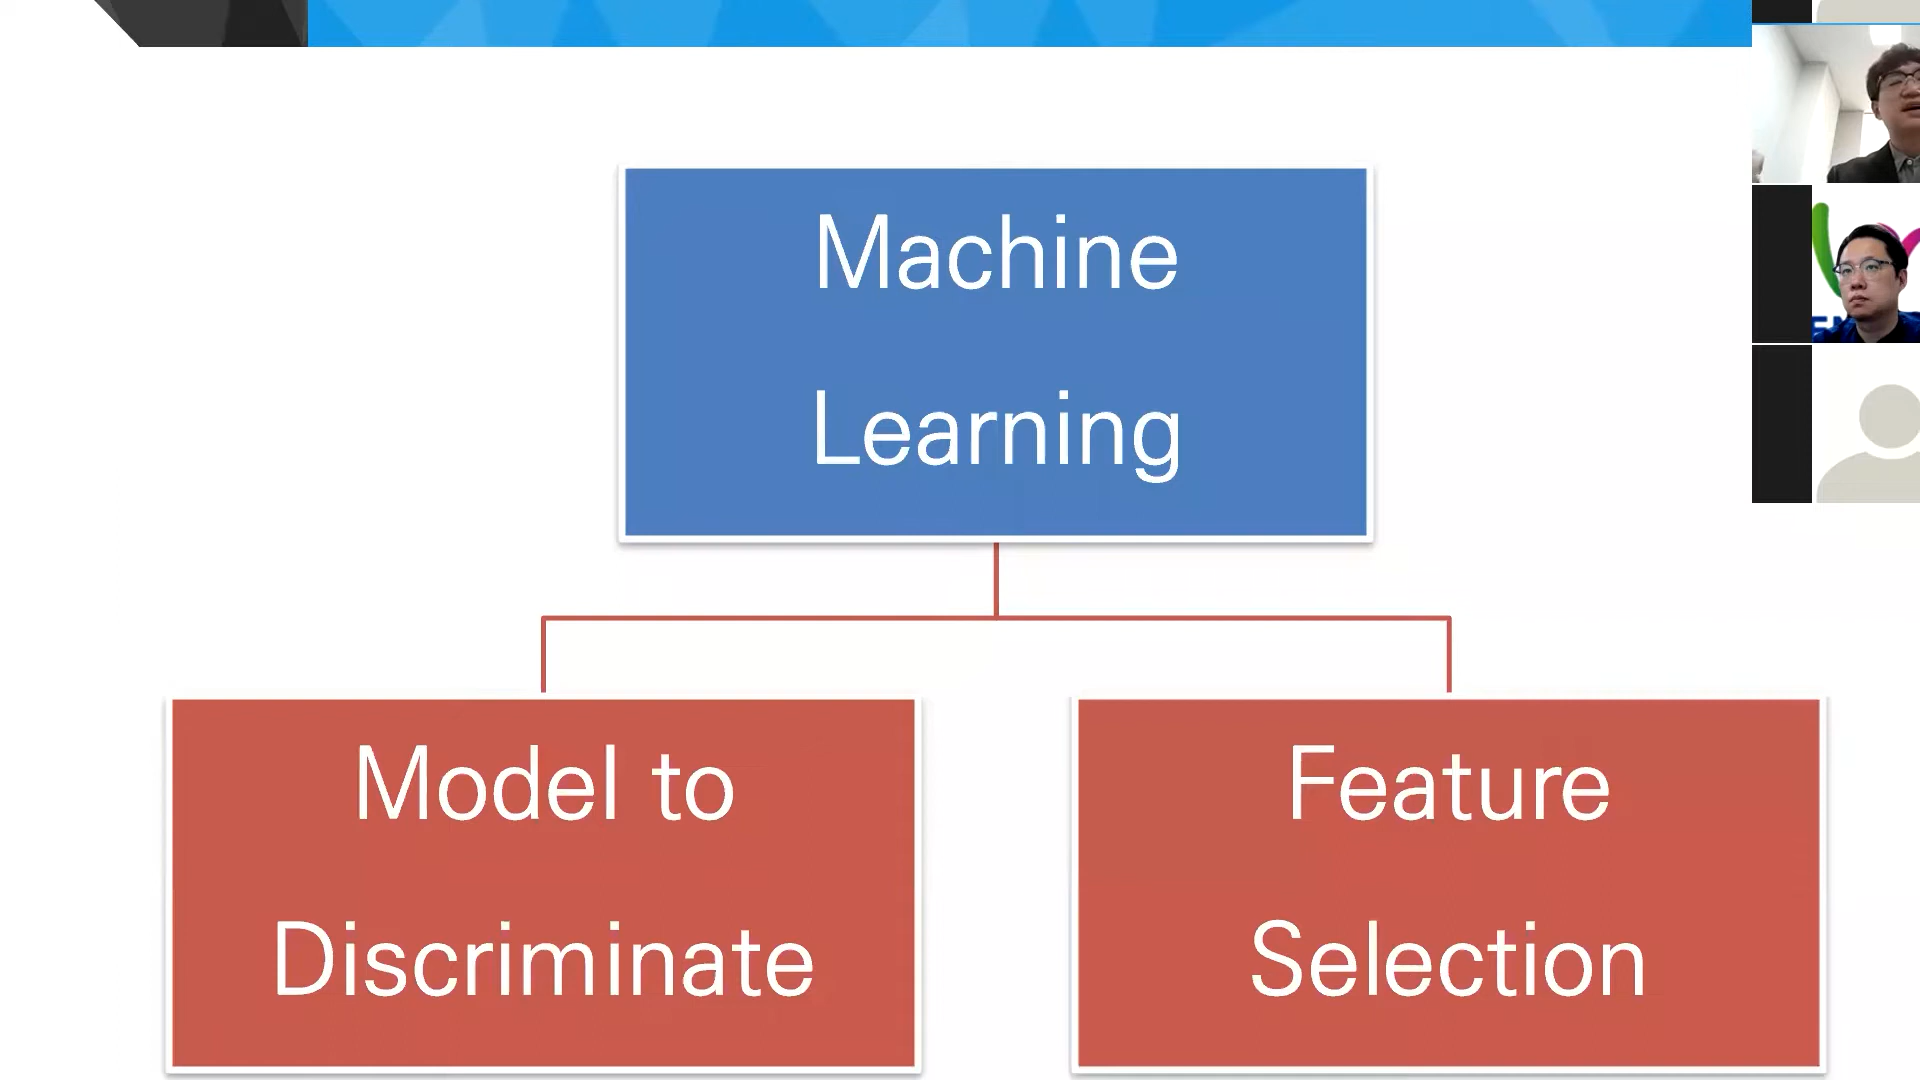 Machine
Learning
Model to
Discriminate
Feature
Selection